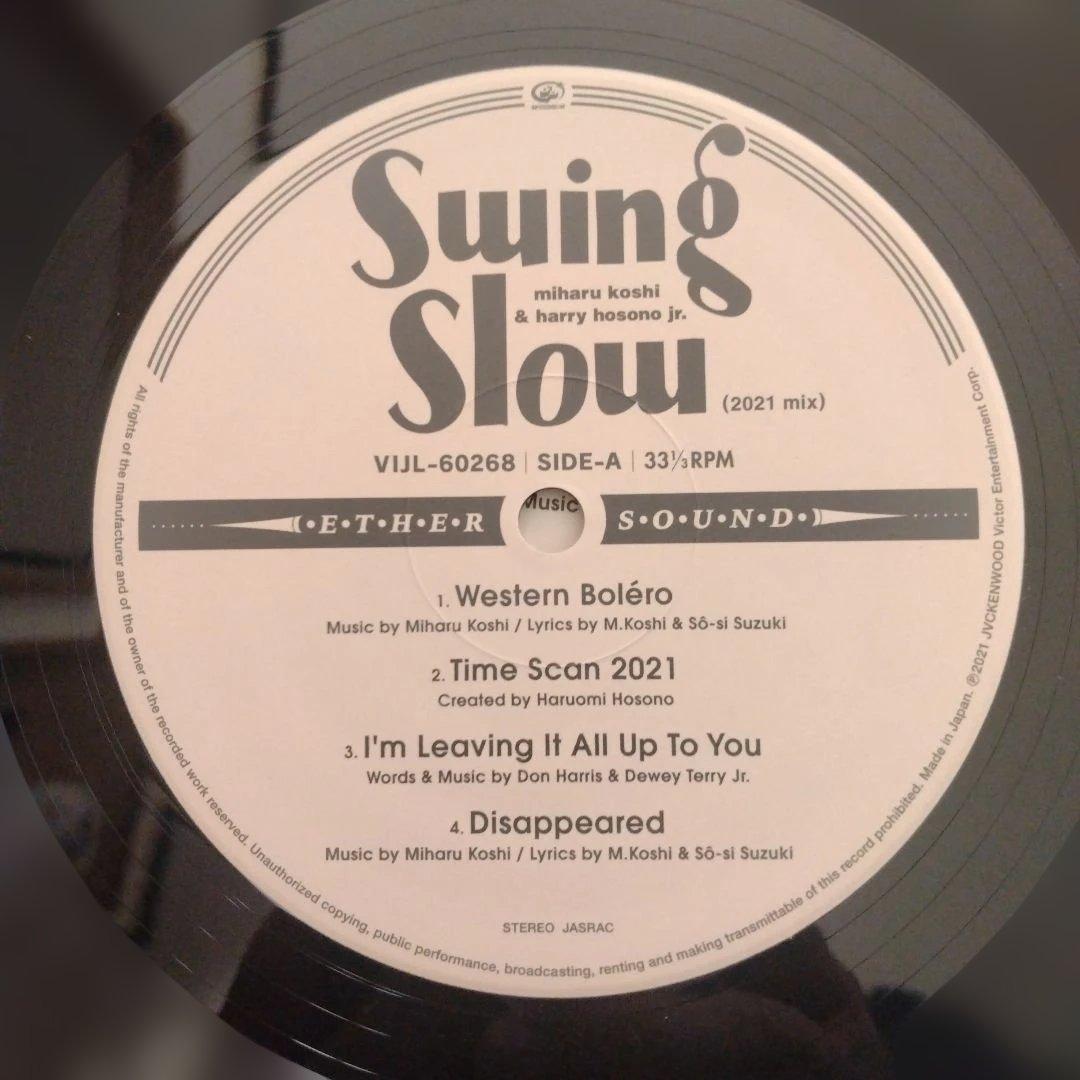 Swing
miharu koshi
& harry hosono jr.
Slow
(2021 mix)
VIJL-60268 | SIDE-A | 33⅓RPM
(·E·T·H·E·R Music S·O·U·N·D·)
1. Western Boléro
Music by Miharu Koshi / Lyrics by M.Koshi & Sô-si Suzuki
2. Time Scan 2021
Created by Haruomi Hosono
3. I'm Leaving It All Up To You
Words & Music by Don Harris & Dewey Terry Jr.
4. Disappeared
Music by Miharu Koshi / Lyrics by M.Koshi & Sô-si Suzuki
STEREO JASRAC
All rights of the manufacturer and of the owner of the recorded work reserved. Unauthorized copying, public performance, broadcasting, renting and making transmittable of this record prohibited. Made in Japan. ℗2021 JVCKENWOOD Victor Entertainment Corp.